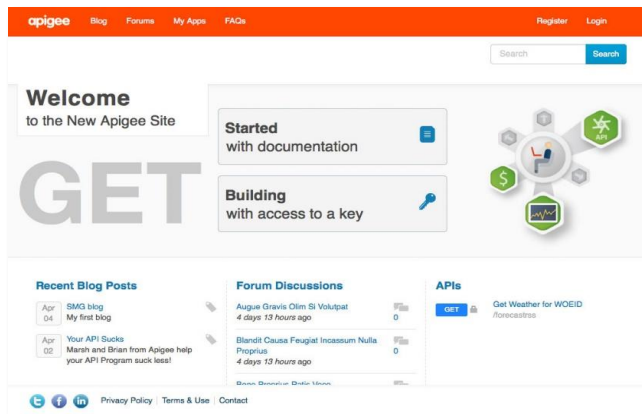 apigee Blog Forums My Apps FAQs Register Login
Search Search
Welcome
to the New Apigee Site
GET
Started
with documentation
Building
with access to a key
API
$
Recent Blog Posts
Apr 04 SMG blog
My first blog
Apr 02 Your API Sucks
Marsh and Brian from Apigee help
your API Program suck less!
Forum Discussions
Augue Gravis Olim Si Volutpat
4 days 13 hours ago 0
Blandit Caude Feugiat Incassum Nulla
Proprius 0
4 days 13 hours ago
APIs
GET Get Weather for WOEID
/forecastrss
Privacy Policy | Terms & Use | Contact